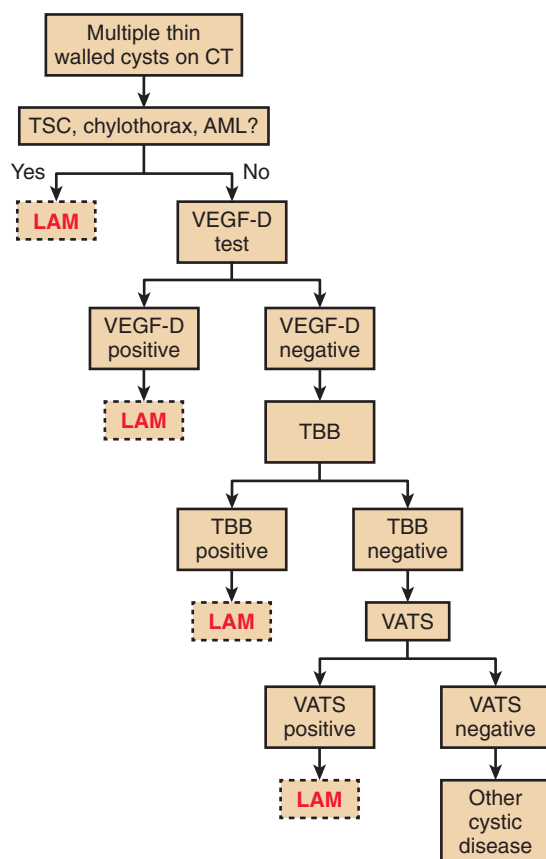 Multiple thin
walled cysts on CT
TSC, chylothorax, AML?
Yes
No
LAM
VEGF-D
test
VEGF-D
positive
VEGF-D
negative
LAM
TBB
TBB
positive
TBB
negative
LAM
VATS
VATS
positive
VATS
negative
LAM
Other
cystic
disease